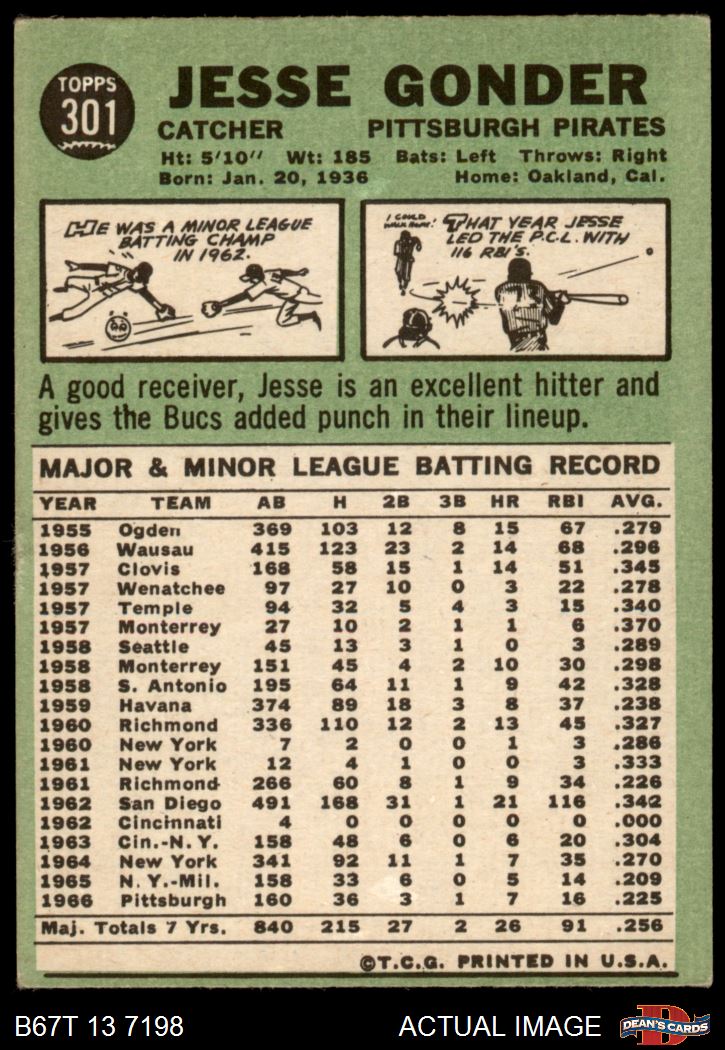 TOPPS
301
JESSE GONDER
CATCHER PITTSBURGH PIRATES
Ht: 5'10" Wt: 185 Bats: Left Throws: Right
Born: Jan. 20, 1936 Home: Oakland, Cal.
HE WAS A MINOR LEAGUE
BATTING CHAMP
IN 1962.
I COULD
WALK HOME!
THAT YEAR JESSE
LED THE P.C.L. WITH
116 RBI'S.
A good receiver, Jesse is an excellent hitter and
gives the Bucs added punch in their lineup.
MAJOR & MINOR LEAGUE BATTING RECORD
YEAR TEAM AB H 2B 3B HR RBI AVG.
1955 Ogden 369 103 12 8 15 67 .279
1956 Wausau 415 123 23 2 14 68 .296
1957 Clovis 168 58 15 1 14 51 .345
1957 Wenatchee 97 27 10 0 3 22 .278
1957 Temple 94 32 5 4 3 15 .340
1957 Monterrey 27 10 2 1 1 6 .370
1958 Seattle 45 13 3 1 0 3 .289
1958 Monterrey 151 45 4 2 10 30 .298
1958 S. Antonio 195 64 11 1 9 42 .328
1959 Havana 374 89 18 3 8 37 .238
1960 Richmond 336 110 12 2 13 45 .327
1960 New York 7 2 0 0 1 3 .286
1961 New York 12 4 1 0 0 3 .333
1961 Richmond 266 60 8 1 9 34 .226
1962 San Diego 491 168 31 1 21 116 .342
1962 Cincinnati 4 0 0 0 0 0 .000
1963 Cin.-N.Y. 158 48 6 0 6 20 .304
1964 New York 341 92 11 1 7 35 .270
1965 N.Y.-Mil. 158 33 6 0 5 14 .209
1966 Pittsburgh 160 36 3 1 7 16 .225
Maj. Totals 7 Yrs. 840 215 27 2 26 91 .256
©T.C.G. PRINTED IN U.S.A.
B67T 13 7198 ACTUAL IMAGE
D
DEAN'S CARDS